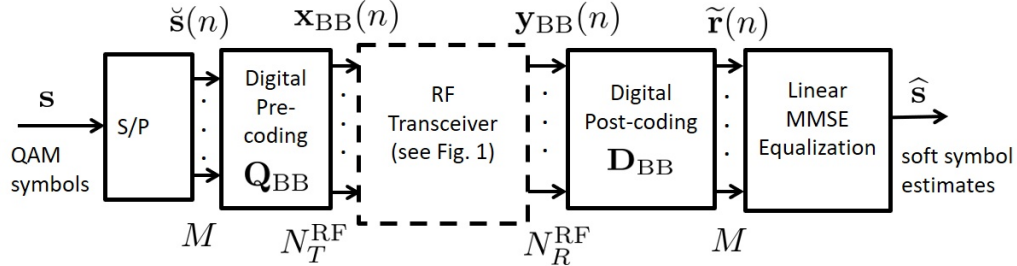 s̆(n)
x_BB(n)
y_BB(n)
r̃(n)
s
QAM
symbols
S/P
Digital
Pre-
coding
Q_BB
RF
Transceiver
(see Fig. 1)
Digital
Post-coding
D_BB
Linear
MMSE
Equalization
ŝ
soft symbol
estimates
M
N_T^RF
N_R^RF
M